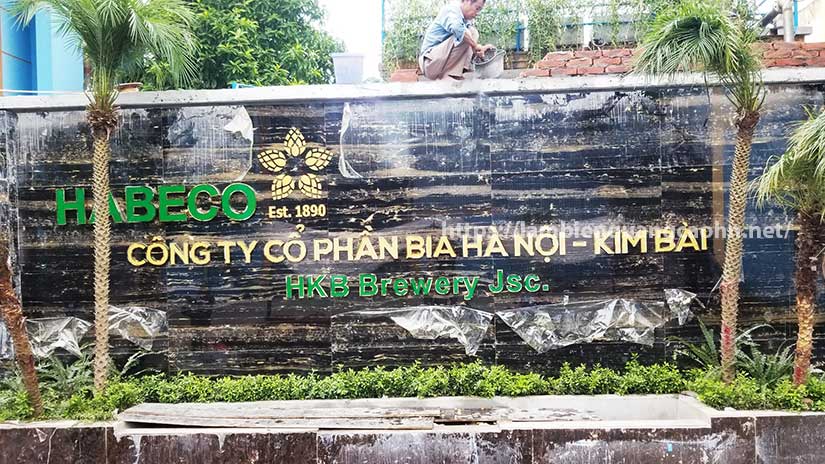 HABECO
Est. 1890
CÔNG TY CỔ PHẦN BIA HÀ NỘI - KIM BÀI
HKB Brewery Jsc.